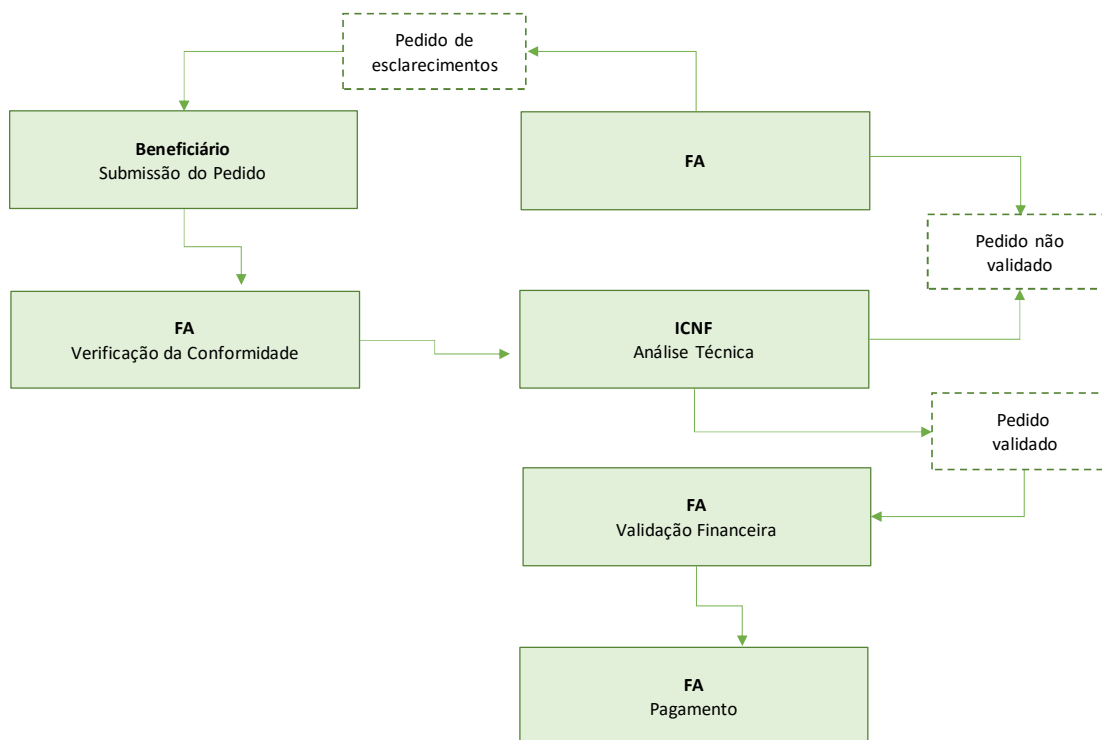 Pedido de
esclarecimentos
Beneficiário
Submissão do Pedido
FA
Pedido não
validado
FA
Verificação da Conformidade
ICNF
Análise Técnica
Pedido
validado
FA
Validação Financeira
FA
Pagamento